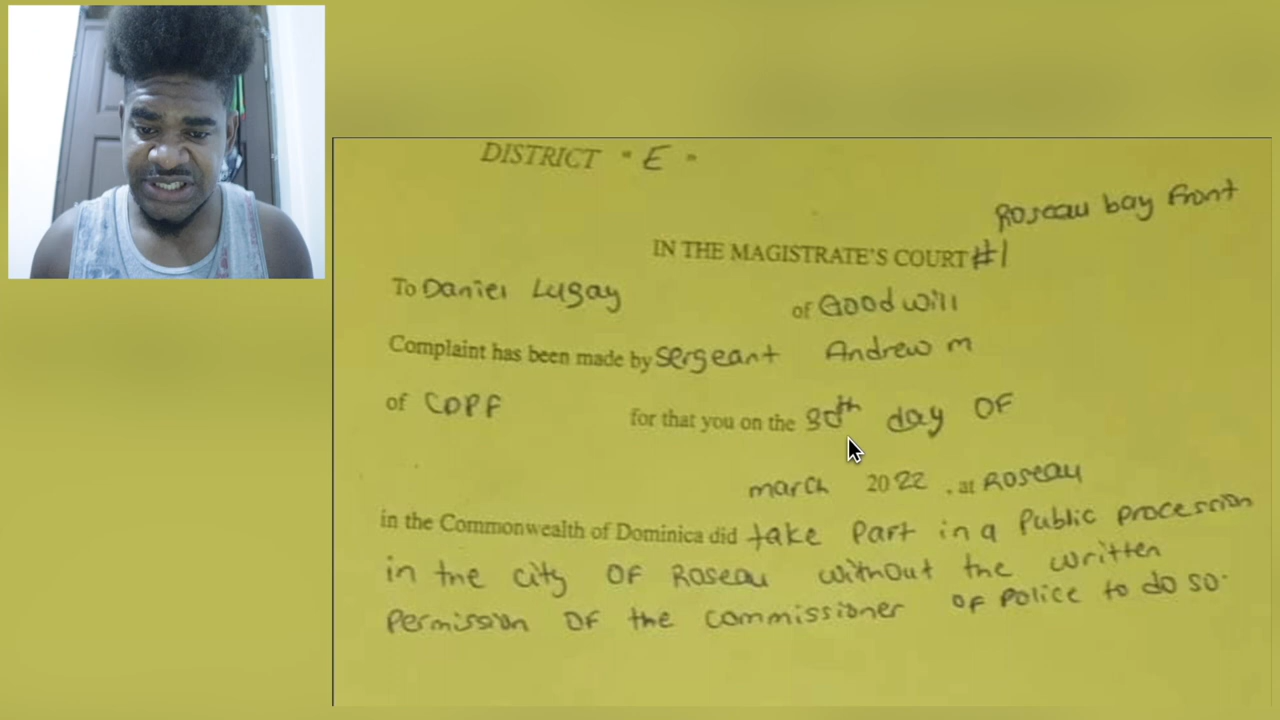 DISTRICT "E"
Roseau bay Front
IN THE MAGISTRATE'S COURT #1
To Daniel Lugay of Goodwill
Complaint has been made by Sergeant Andrew m
of CDPF for that you on the 30th day OF
march 2022 . at Roseau
in the Commonwealth of Dominica did take Part in a Public procession
in the city OF Roseau without the written
Permission OF the commissioner OF Police to do so.